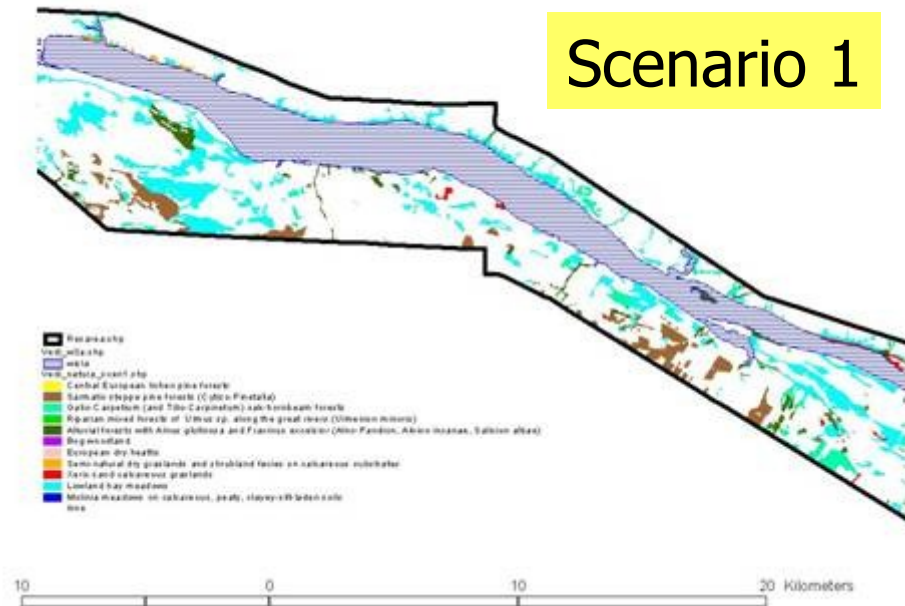 Scenario 1
wisla
Central European lichen pine forests
Sarmatic steppe pine forests (Cytiso Pinetalia)
Galio Carpetium (and Tilio Carpinetum) oak-hornbeam forests
Riparian mixed forests of Ulmus sp. along the great rivers (Ulmenion minoris)
Alluvial forests with Alnus glutinosa and Fraxinus excelsior (Alno Pandion, Alnion incanae, Salicion albae)
Bog woodland
European dry heaths
Semi natural dry grasslands and shrubland facies on calcareous substrates
Xeric sand calcareous grasslands
Lowland hay meadows
Molinia meadows on calcareous, peaty, clayey-silt-laden soils
10 0 10 20 Kilometers